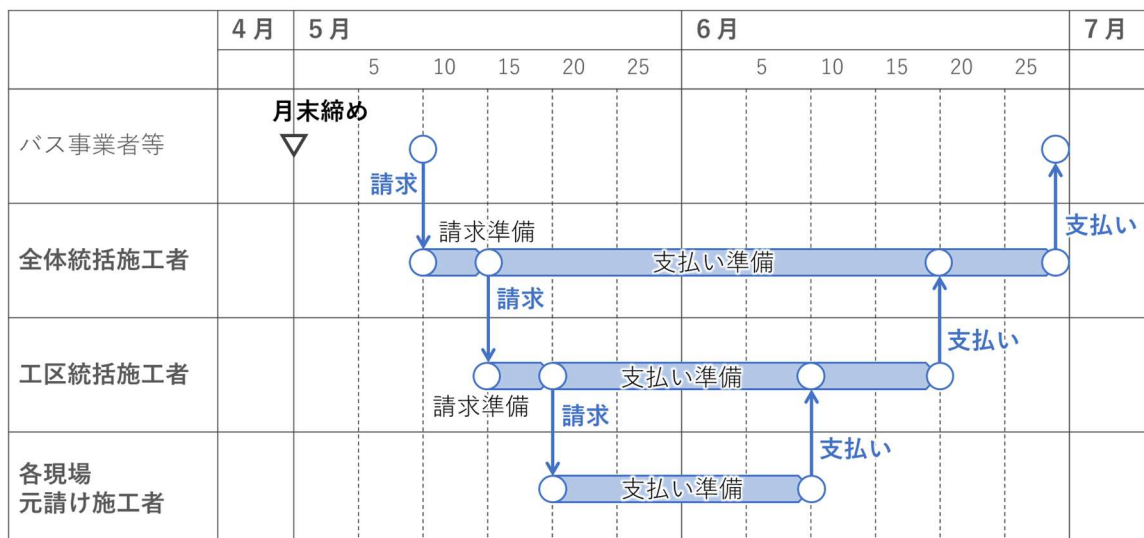 4月 5月 6月 7月
5 10 15 20 25 5 10 15 20 25
月末締め
バス事業者等
請求
支払い
請求準備
全体統括施工者
支払い準備
請求
支払い
工区統括施工者
支払い準備
請求準備
請求
支払い
各現場
元請け施工者
支払い準備